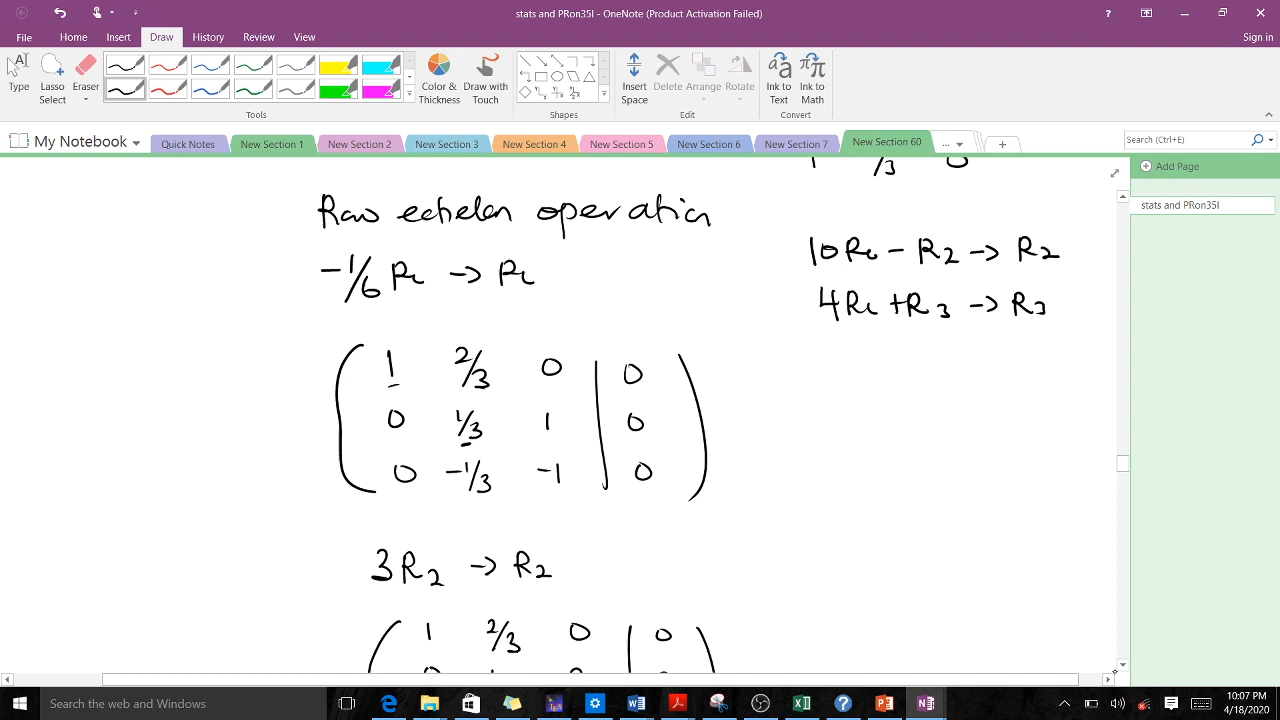 stats and PRon35l - OneNote (Product Activation Failed)
File Home Insert Draw History Review View Sign in
Type Lasso Select Eraser Color & Thickness Draw with Touch Insert Space Delete Arrange Rotate Ink to Text Ink to Math
Tools Shapes Edit Convert
My Notebook Quick Notes New Section 1 New Section 2 New Section 3 New Section 4 New Section 5 New Section 6 New Section 7 New Section 60 ... Search (Ctrl+E)
Add Page
stats and PRon35l
1 /3 0
Row echelon operation
-1/6 R1 -> R1
10R1 - R2 -> R2
4R1 + R3 -> R3
1 2/3 0 | 0
0 1/3 1 | 0
0 -1/3 -1 | 0
3R2 -> R2
1 2/3 0 | 0
Search the web and Windows
10:07 PM
4/18/2020